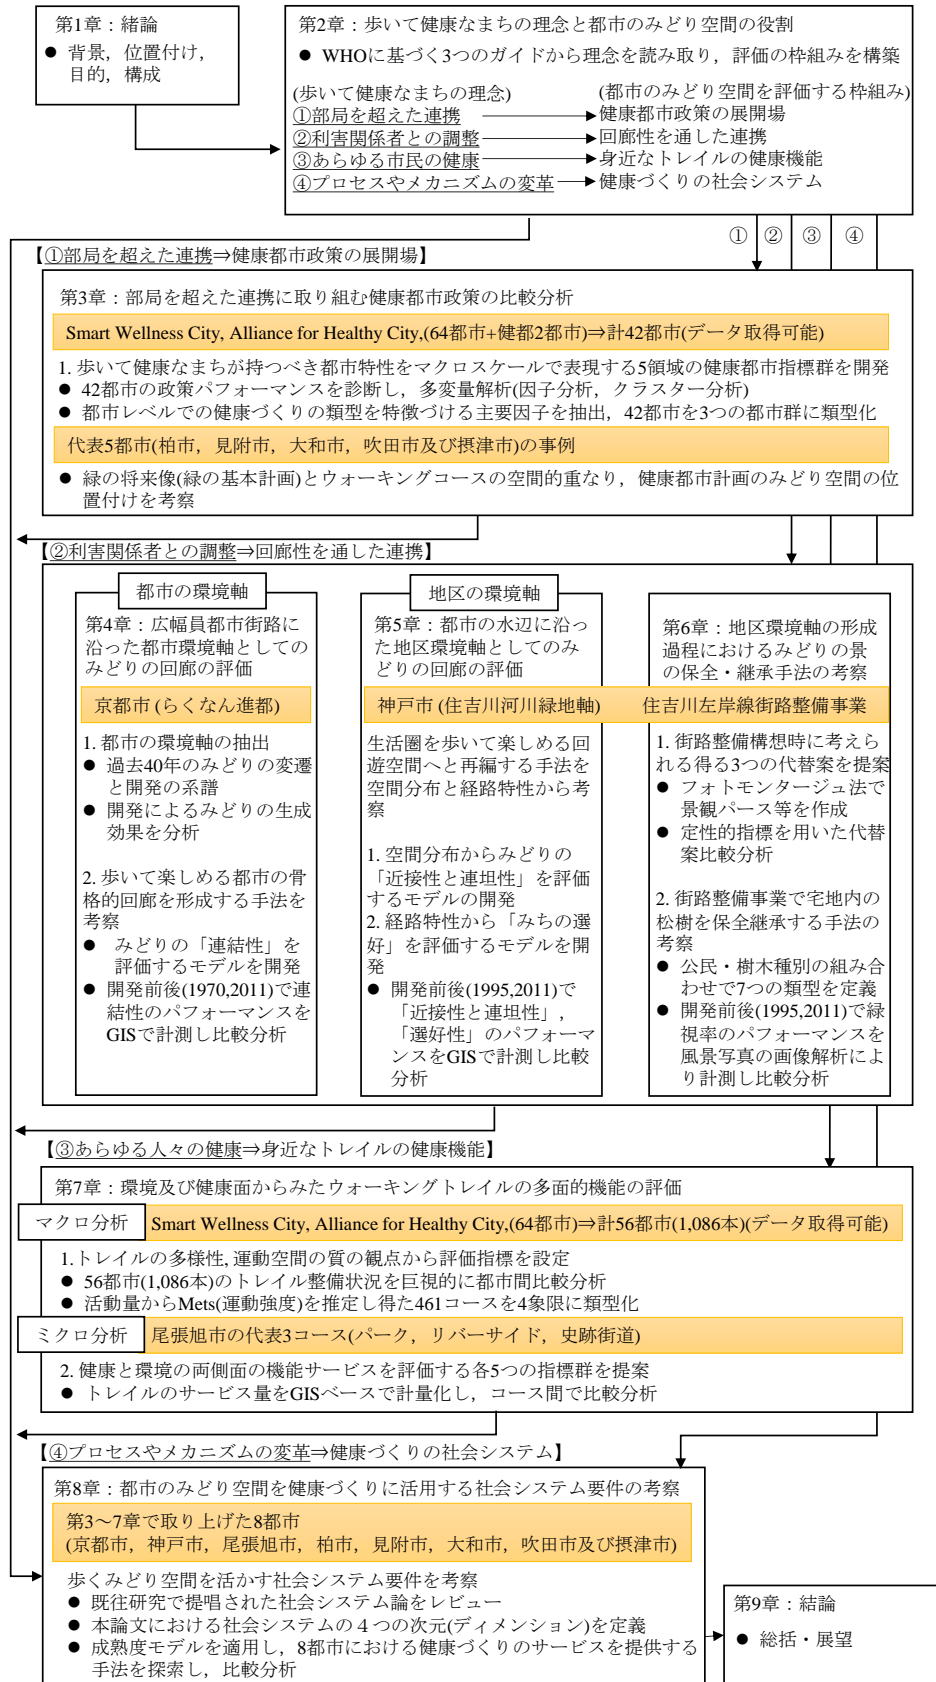 第1章：緒論
● 背景，位置付け，
目的，構成
第2章：歩いて健康なまちの理念と都市のみどり空間の役割
● WHOに基づく3つのガイドから理念を読み取り，評価の枠組みを構築
(歩いて健康なまちの理念)
(都市のみどり空間を評価する枠組み)
①部局を超えた連携
健康都市政策の展開場
②利害関係者との調整
回廊性を通した連携
③あらゆる市民の健康
身近なトレイルの健康機能
④プロセスやメカニズムの変革
健康づくりの社会システム
① ② ③ ④
【①部局を超えた連携⇒健康都市政策の展開場】
第3章：部局を超えた連携に取り組む健康都市政策の比較分析
Smart Wellness City, Alliance for Healthy City,(64都市+健都2都市)⇒計42都市(データ取得可能)
1. 歩いて健康なまちが持つべき都市特性をマクロスケールで表現する5領域の健康都市指標群を開発
● 42都市の政策パフォーマンスを診断し，多変量解析(因子分析，クラスター分析)
● 都市レベルでの健康づくりの類型を特徴づける主要因子を抽出，42都市を3つの都市群に類型化
代表5都市(柏市，見附市，大和市，吹田市及び摂津市)の事例
● 緑の将来像(緑の基本計画)とウォーキングコースの空間的重なり，健康都市計画のみどり空間の位
置付けを考察
【②利害関係者との調整⇒回廊性を通した連携】
都市の環境軸
第4章：広幅員都市街路に
沿った都市環境軸としての
みどりの回廊の評価
京都市 (らくなん進都)
1. 都市の環境軸の抽出
● 過去40年のみどりの変遷
と開発の系譜
● 開発によるみどりの生成
効果を分析
2. 歩いて楽しめる都市の骨
格的回廊を形成する手法を
考察
● みどりの「連結性」を
評価するモデルを開発
● 開発前後(1970,2011)で連
結性のパフォーマンスを
GISで計測し比較分析
地区の環境軸
第5章：都市の水辺に沿っ
た地区環境軸としてのみ
どりの回廊の評価
神戸市 (住吉川河川緑地軸)
生活圏を歩いて楽しめる回
遊空間へと再編する手法を
空間分布と経路特性から考
察
1. 空間分布からみどりの
「近接性と連坦性」を評価
するモデルの開発
2. 経路特性から「みちの選
好」を評価するモデルを開
発
● 開発前後(1995,2011)で
「近接性と連坦性」，
「選好性」のパフォーマ
ンスをGISで計測し比較
分析
第6章：地区環境軸の形成
過程におけるみどりの景
の保全・継承手法の考察
住吉川左岸線街路整備事業
1. 街路整備構想時に考えら
れる得る3つの代替案を提案
● フォトモンタージュ法で
景観パース等を作成
● 定性的指標を用いた代替
案比較分析
2. 街路整備事業で宅地内の
松樹を保全継承する手法の
考察
● 公民・樹木種別の組み合
わせで7つの類型を定義
● 開発前後(1995,2011)で緑
視率のパフォーマンスを
風景写真の画像解析によ
り計測し比較分析
【③あらゆる人々の健康⇒身近なトレイルの健康機能】
第7章：環境及び健康面からみたウォーキングトレイルの多面的機能の評価
マクロ分析
Smart Wellness City, Alliance for Healthy City,(64都市)⇒計56都市(1,086本)(データ取得可能)
1.トレイルの多様性, 運動空間の質の観点から評価指標を設定
● 56都市(1,086本)のトレイル整備状況を巨視的に都市間比較分析
● 活動量からMets(運動強度)を推定し得た461コースを4象限に類型化
ミクロ分析
尾張旭市の代表3コース(パーク，リバーサイド，史跡街道)
2. 健康と環境の両側面の機能サービスを評価する各5つの指標群を提案
● トレイルのサービス量をGISベースで計量化し，コース間で比較分析
【④プロセスやメカニズムの変革⇒健康づくりの社会システム】
第8章：都市のみどり空間を健康づくりに活用する社会システム要件の考察
第3～7章で取り上げた8都市
(京都市，神戸市，尾張旭市，柏市，見附市，大和市，吹田市及び摂津市)
歩くみどり空間を活かす社会システム要件を考察
● 既往研究で提唱された社会システム論をレビュー
● 本論文における社会システムの４つの次元(ディメンション)を定義
● 成熟度モデルを適用し，8都市における健康づくりのサービスを提供する
手法を探索し，比較分析
第9章：結論
● 総括・展望